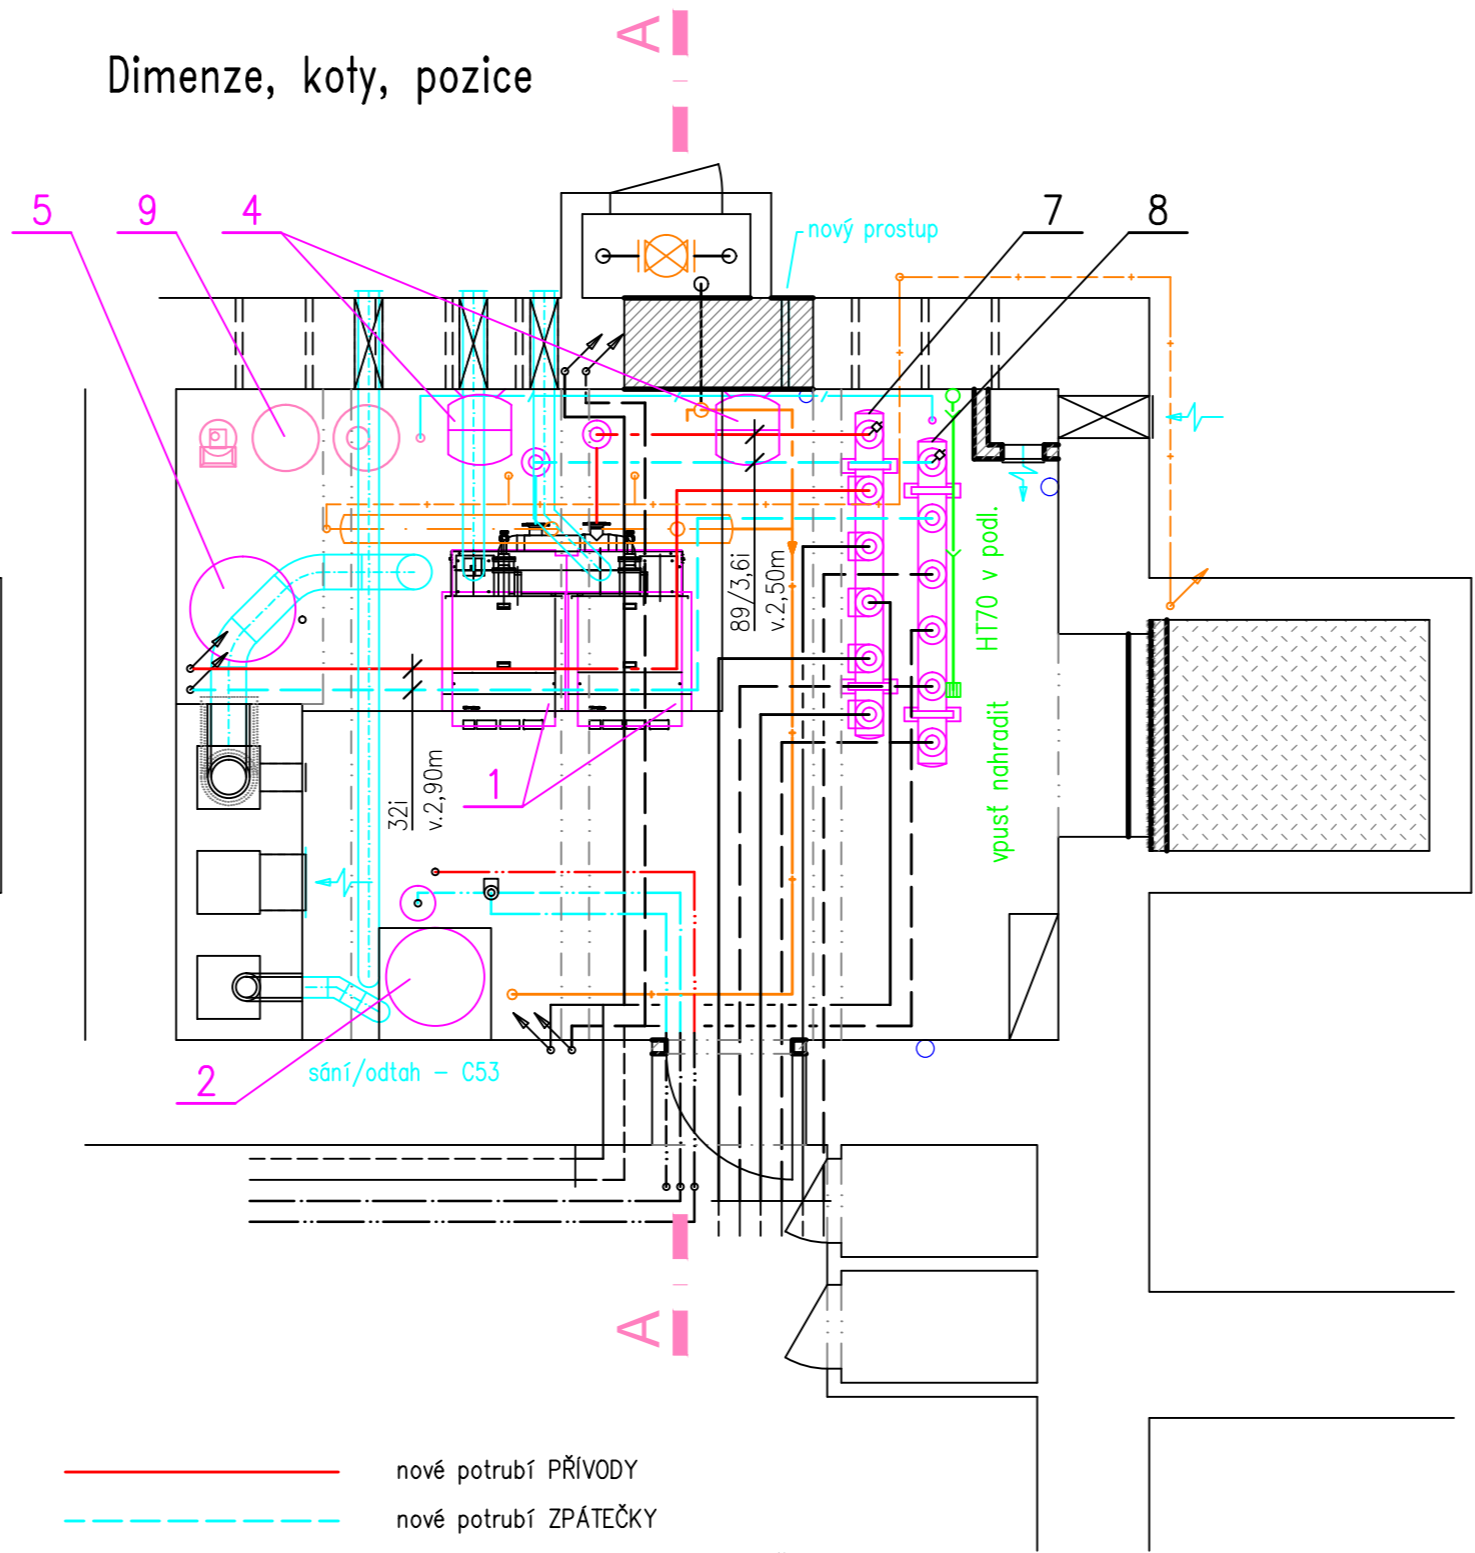 A
Dimenze, koty, pozice
5
9
4
7
8
nový prostup
89/3,6i
v.2,50m
HT70 v podl.
vpusť nahradit
32i
v.2,90m
1
2
sání/odtah – C53
A
nové potrubí PŘÍVODY
nové potrubí ZPÁTEČKY